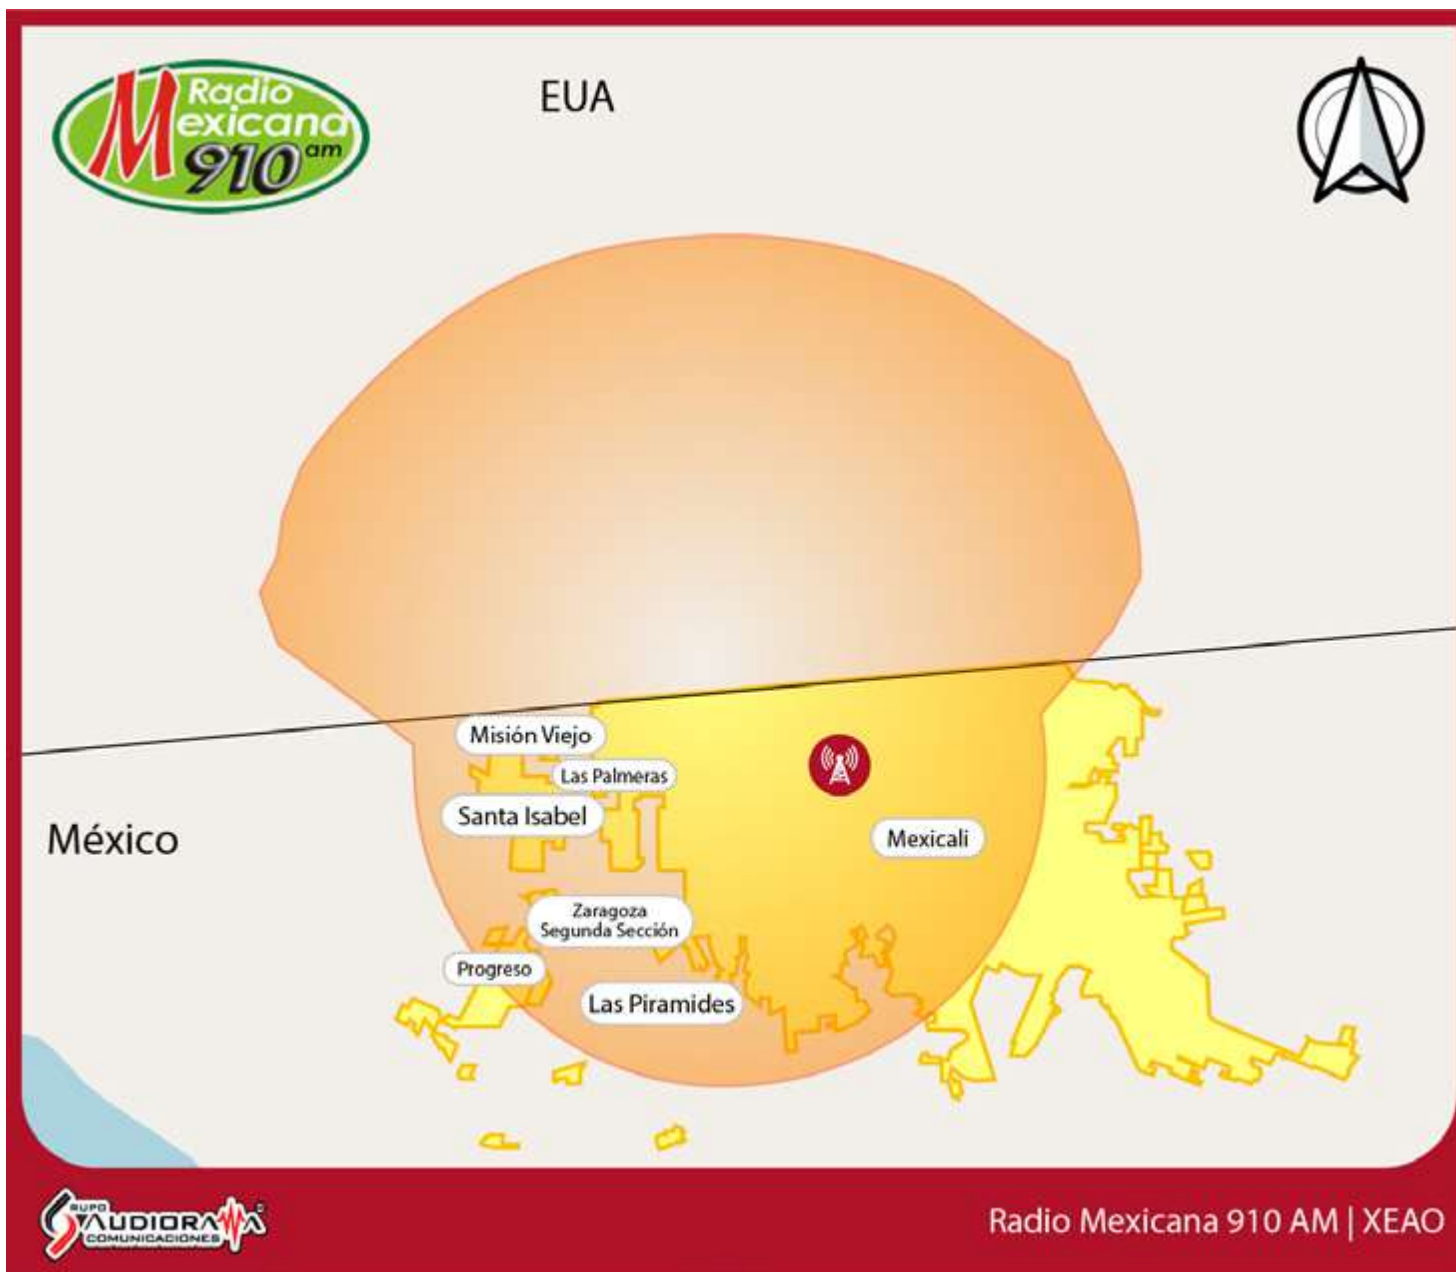 Radio
Mexicana
910 am
EUA
México
Misión Viejo
Las Palmeras
Santa Isabel
Mexicali
Zaragoza
Segunda Sección
Progreso
Las Piramides
GRUPO
AUDIORAMA
COMUNICACIONES
Radio Mexicana 910 AM | XEAO